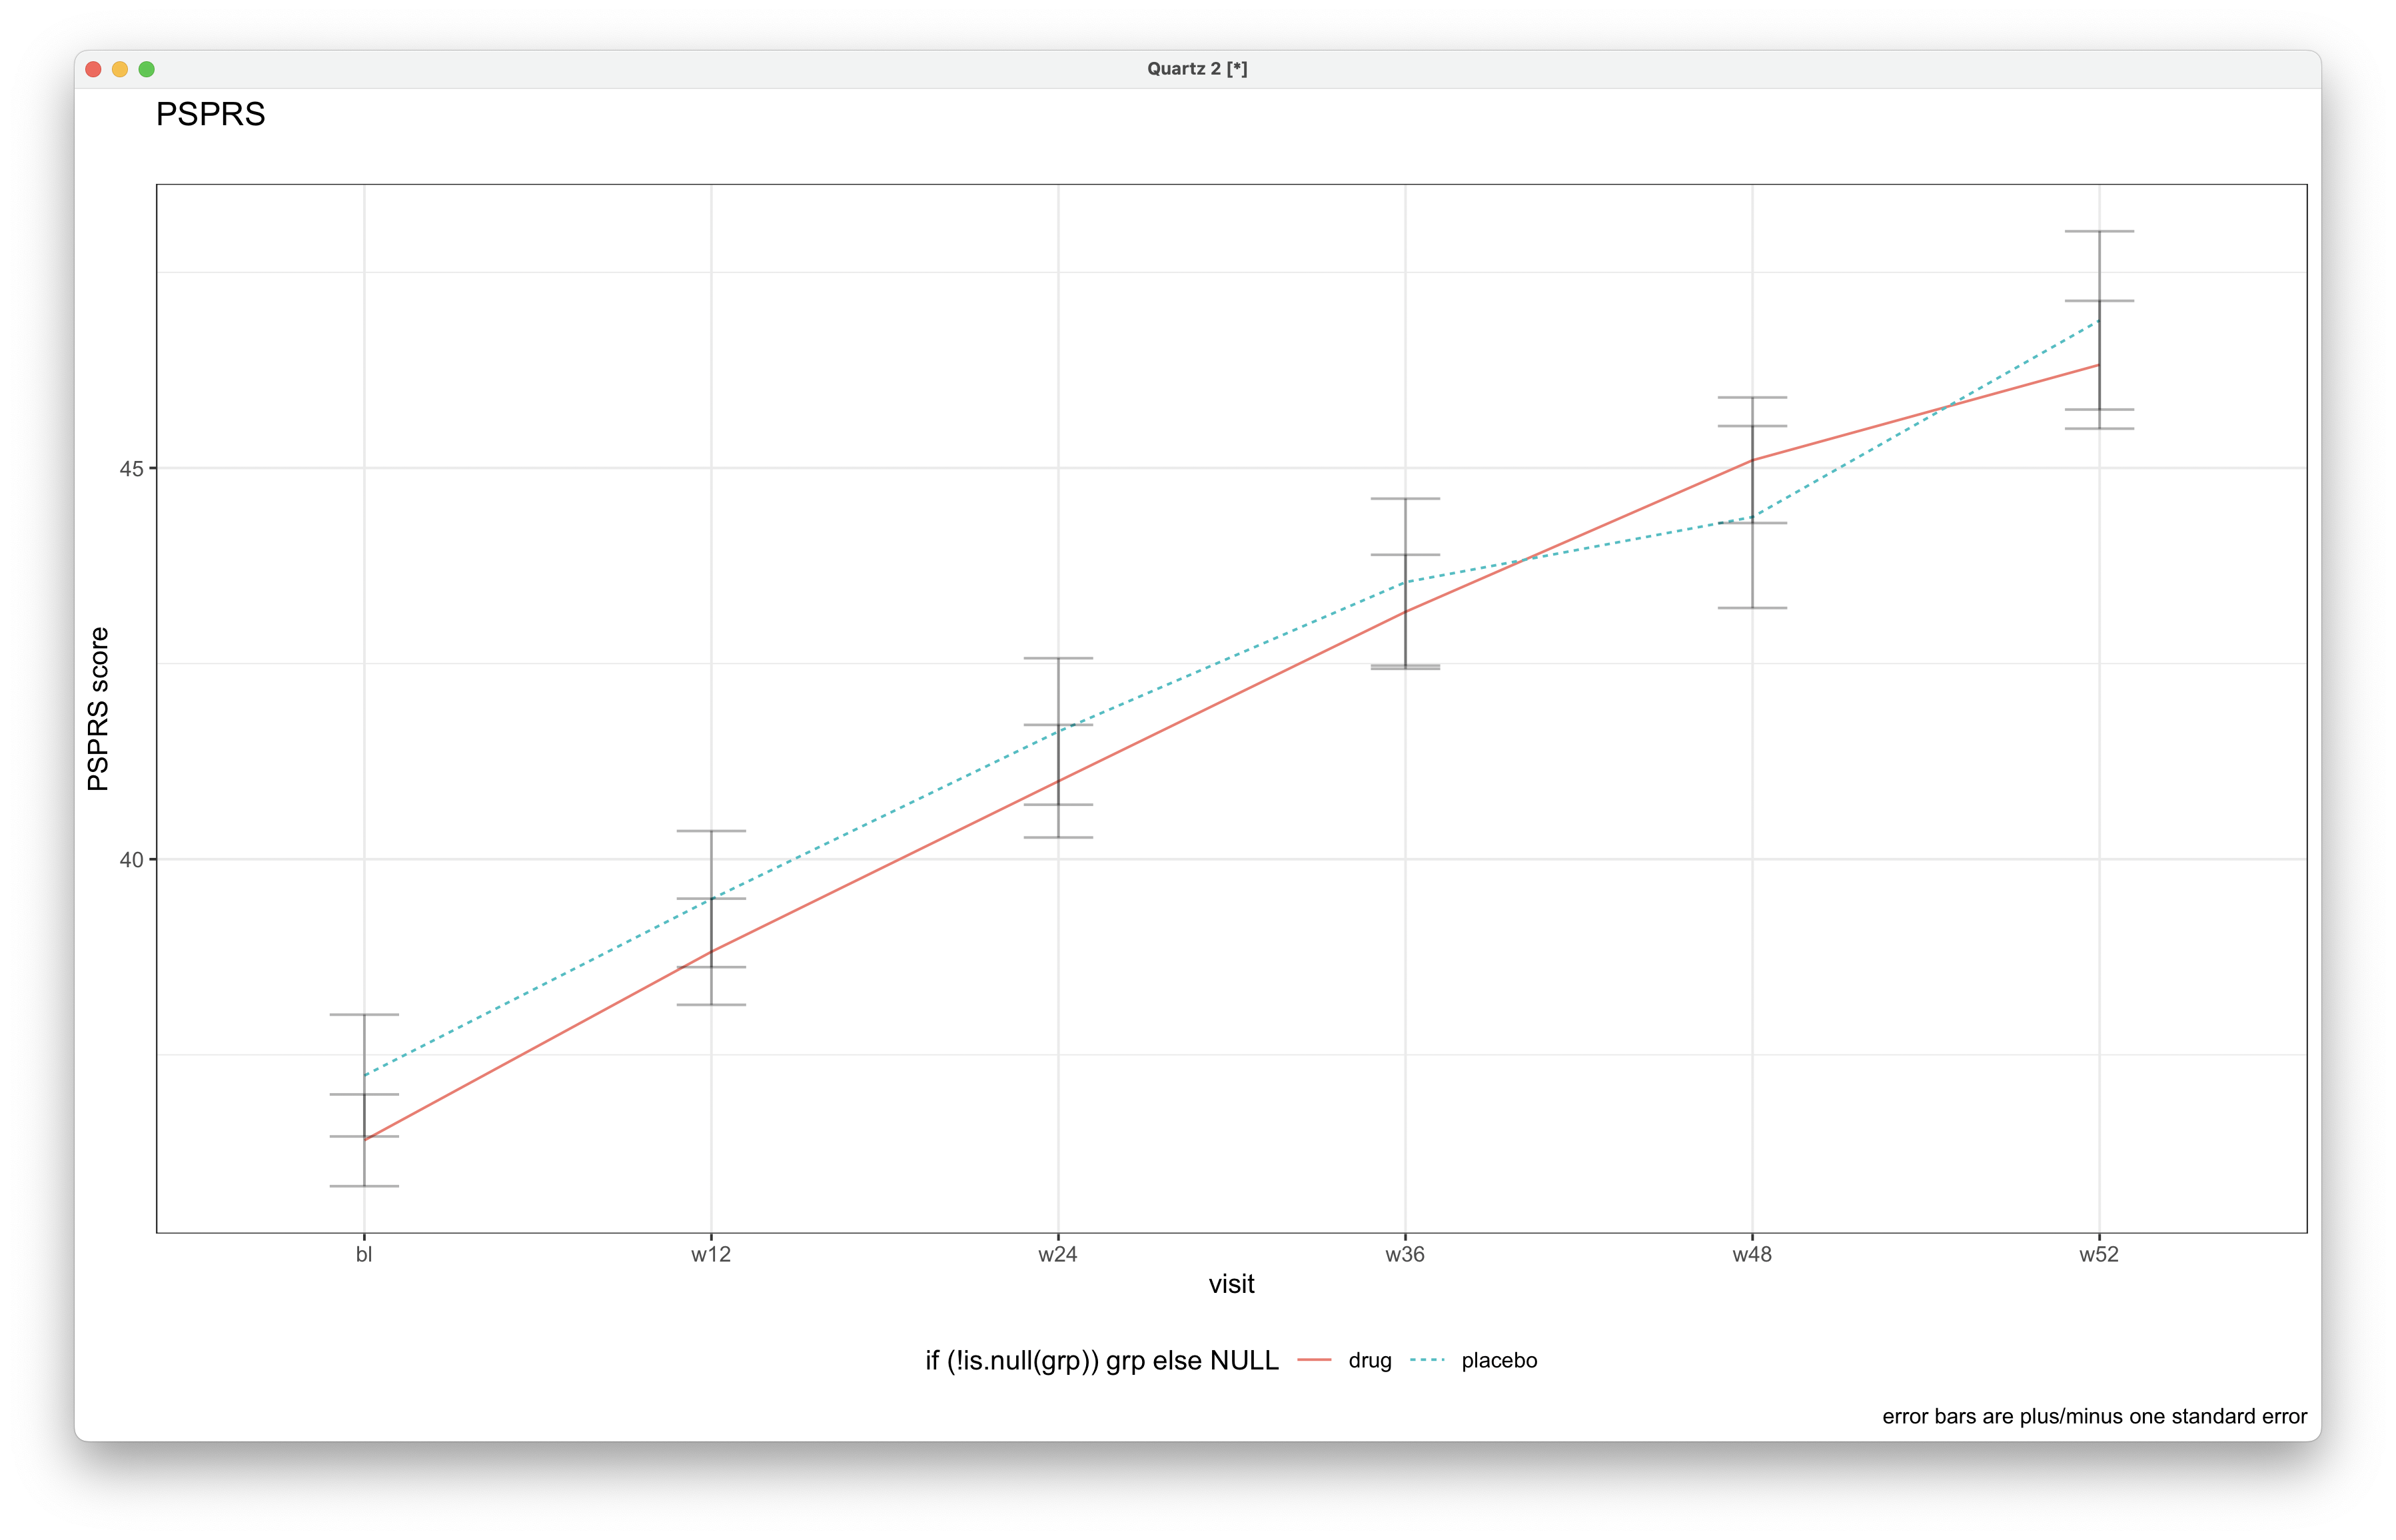 Quartz 2 [*]
PSPRS
PSPRS score
45
40
bl w12 w24 w36 w48 w52
visit
if (!is.null(grp)) grp else NULL drug placebo
error bars are plus/minus one standard error